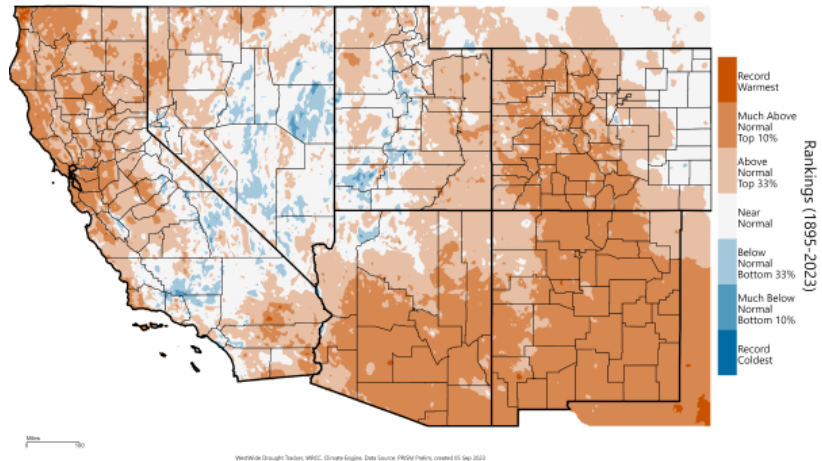 Record
Warmest
Much Above
Normal
Top 10%
Above
Normal
Top 33%
Near
Normal
Below
Normal
Bottom 33%
Much Below
Normal
Bottom 10%
Record
Coldest
Rankings (1895-2023)
Miles
0 160
WestWide Drought Tracker, WRCC, Climate Engine. Data Source: PRISM Prelim, created 05 Sep 2023